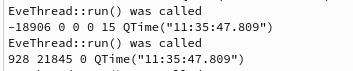 EveThread::run() was called
-18906 0 0 0 15 QTime("11:35:47.809")
EveThread::run() was called
928 21845 0 QTime("11:35:47.809")